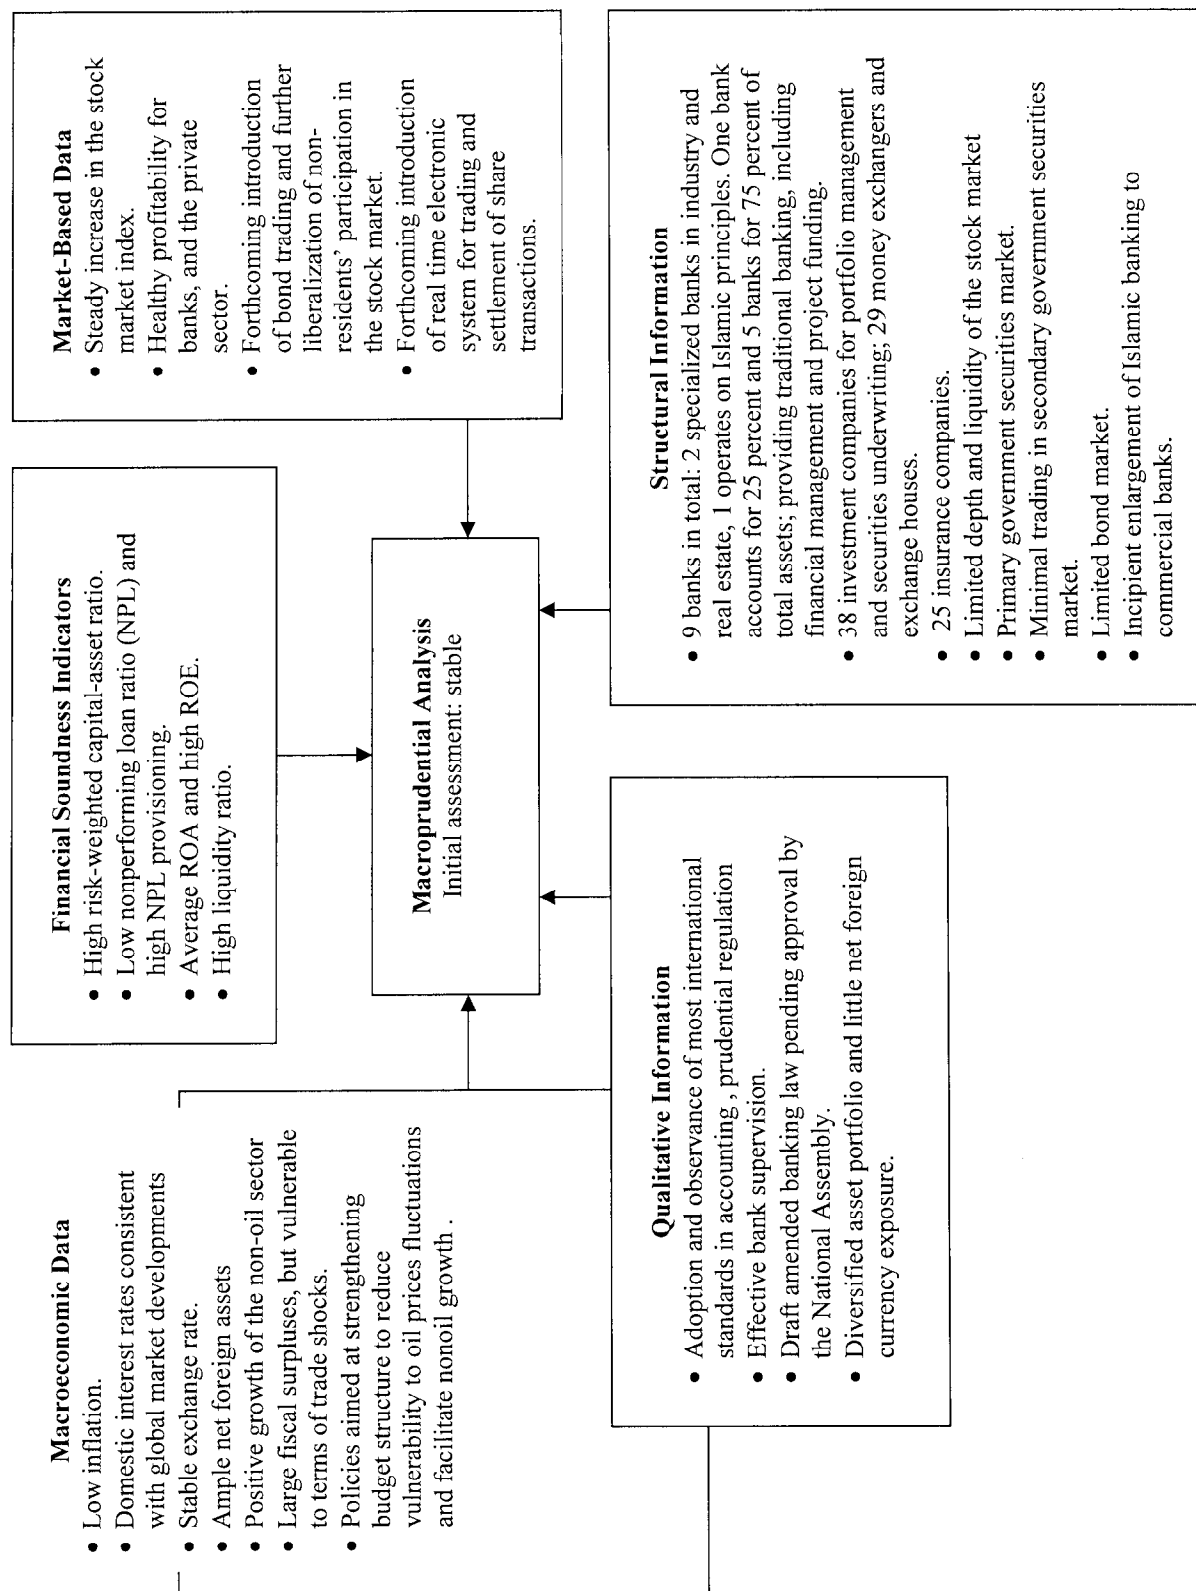 Macroeconomic Data
• Low inflation.
• Domestic interest rates consistent
with global market developments
• Stable exchange rate.
• Ample net foreign assets
• Positive growth of the non-oil sector
• Large fiscal surpluses, but vulnerable
to terms of trade shocks.
• Policies aimed at strengthening
budget structure to reduce
vulnerability to oil prices fluctuations
and facilitate nonoil growth .
Financial Soundness Indicators
• High risk-weighted capital-asset ratio.
• Low nonperforming loan ratio (NPL) and
high NPL provisioning.
• Average ROA and high ROE.
• High liquidity ratio.
Market-Based Data
• Steady increase in the stock
market index.
• Healthy profitability for
banks, and the private
sector.
• Forthcoming introduction
of bond trading and further
liberalization of non-
residents' participation in
the stock market.
• Forthcoming introduction
of real time electronic
system for trading and
settlement of share
transactions.
Macroprudential Analysis
Initial assessment: stable
Qualitative Information
• Adoption and observance of most international
standards in accounting , prudential regulation
• Effective bank supervision.
• Draft amended banking law pending approval by
the National Assembly.
• Diversified asset portfolio and little net foreign
currency exposure.
Structural Information
• 9 banks in total: 2 specialized banks in industry and
real estate, 1 operates on Islamic principles. One bank
accounts for 25 percent and 5 banks for 75 percent of
total assets; providing traditional banking, including
financial management and project funding.
• 38 investment companies for portfolio management
and securities underwriting; 29 money exchangers and
exchange houses.
• 25 insurance companies.
• Limited depth and liquidity of the stock market
• Primary government securities market.
• Minimal trading in secondary government securities
market.
• Limited bond market.
• Incipient enlargement of Islamic banking to
commercial banks.